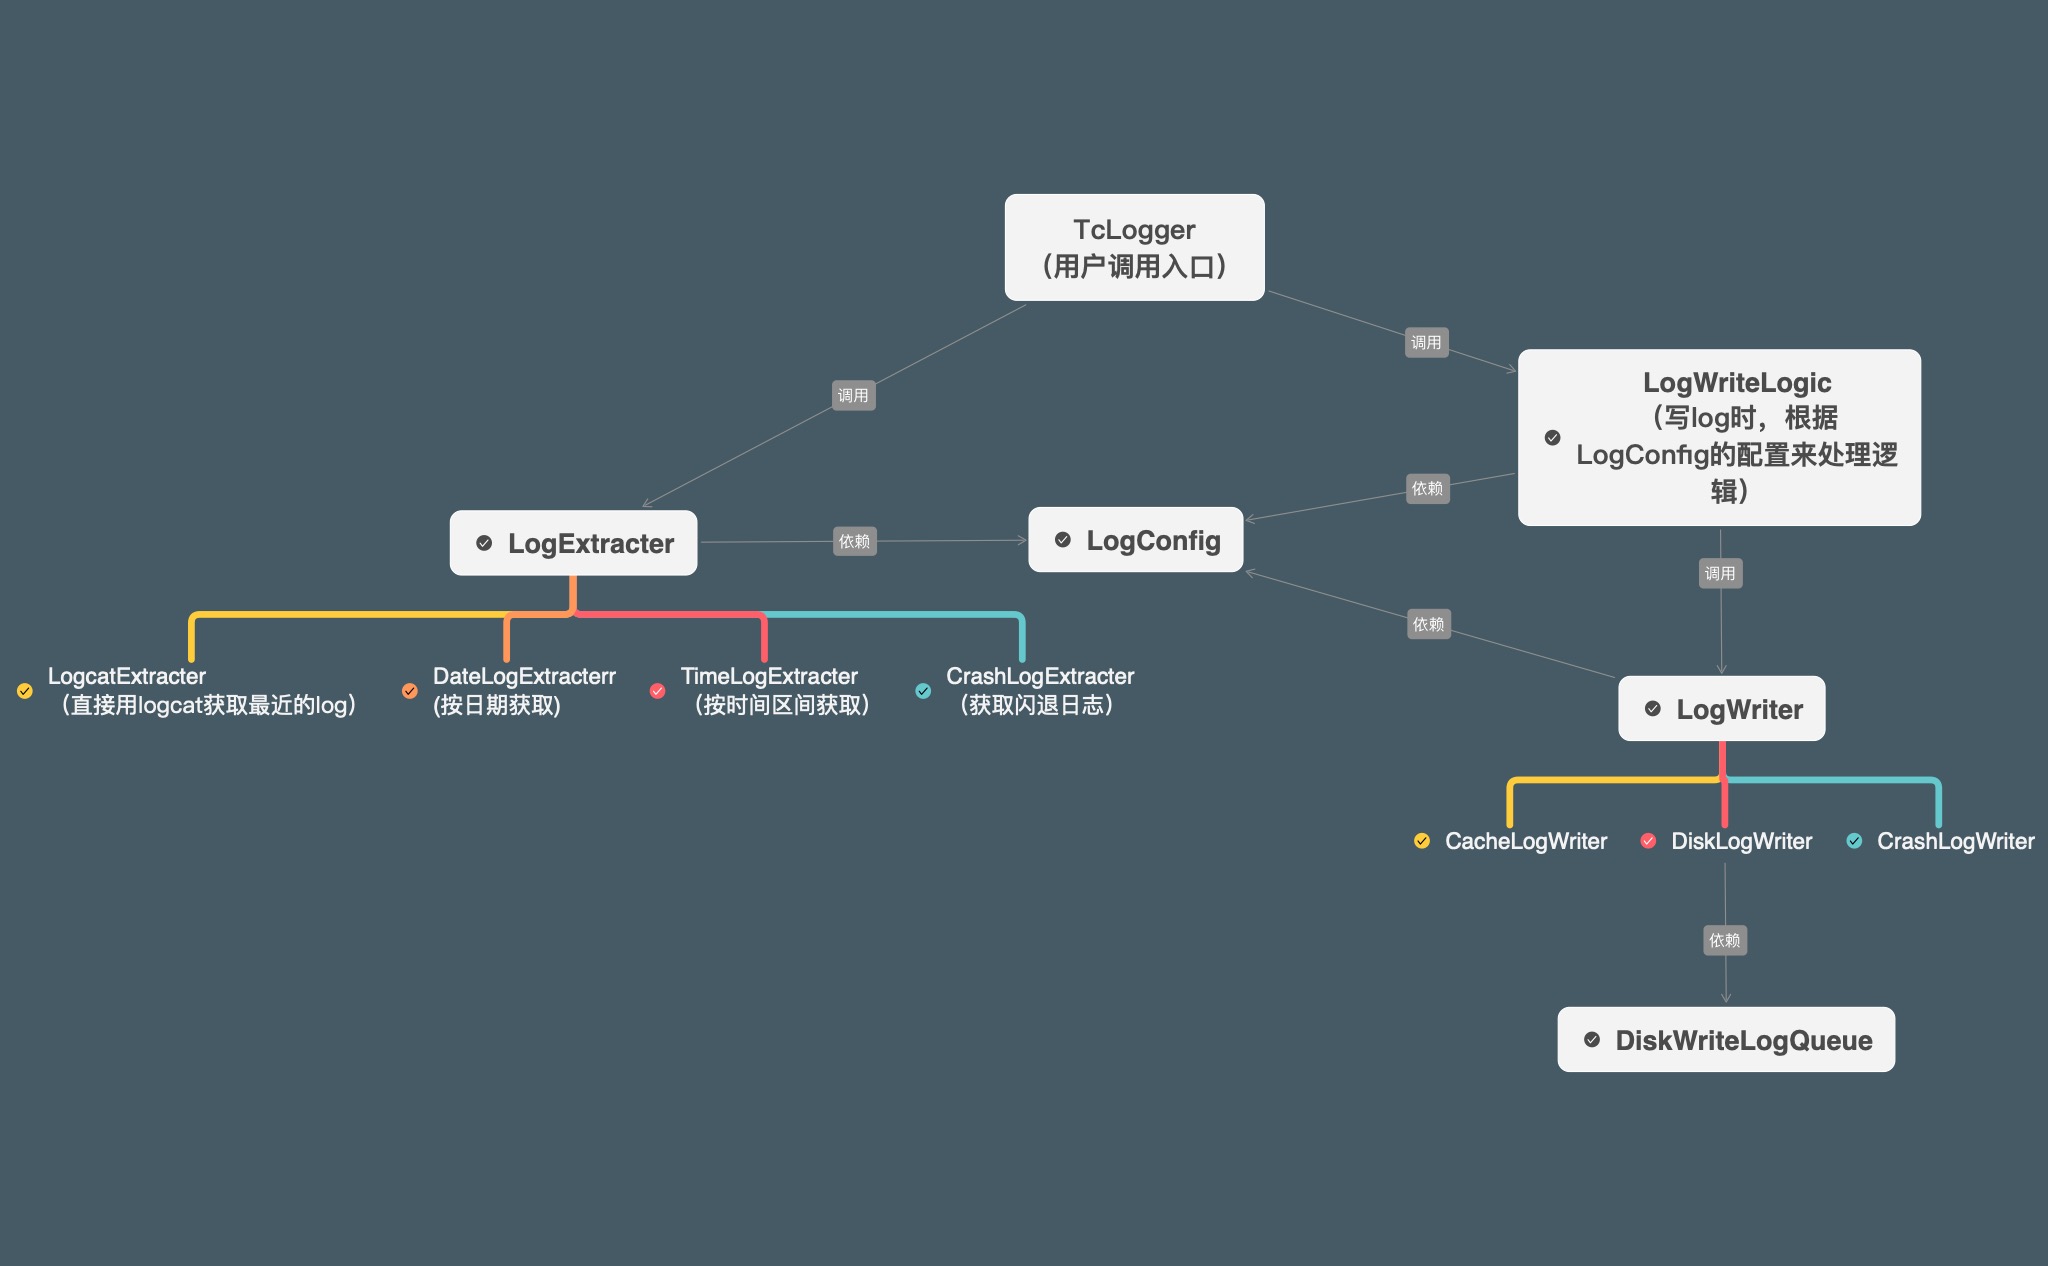 TcLogger
（用户调用入口）
调用
调用
LogWriteLogic
（写log时，根据
LogConfig的配置来处理逻
辑）
依赖
LogExtracter
依赖
LogConfig
调用
依赖
LogcatExtracter
（直接用logcat获取最近的log）
DateLogExtracterr
(按日期获取)
TimeLogExtracter
（按时间区间获取）
CrashLogExtracter
（获取闪退日志）
LogWriter
CacheLogWriter
DiskLogWriter
CrashLogWriter
依赖
DiskWriteLogQueue